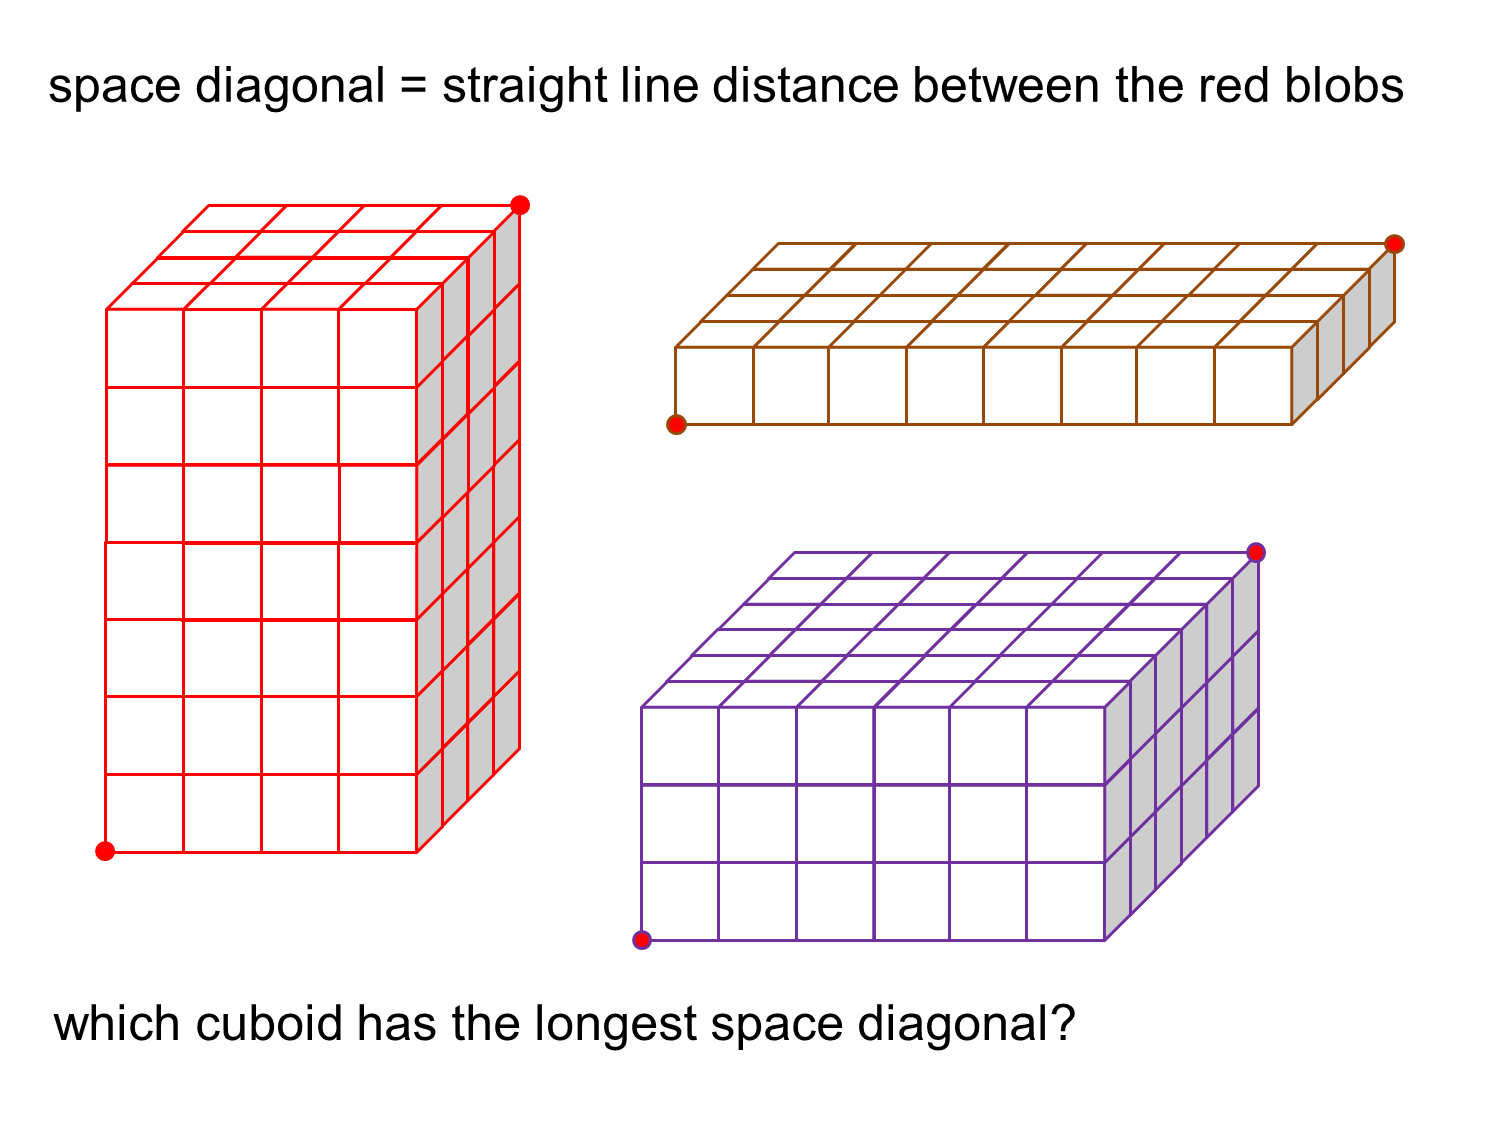 space diagonal = straight line distance between the red blobs
which cuboid has the longest space diagonal?